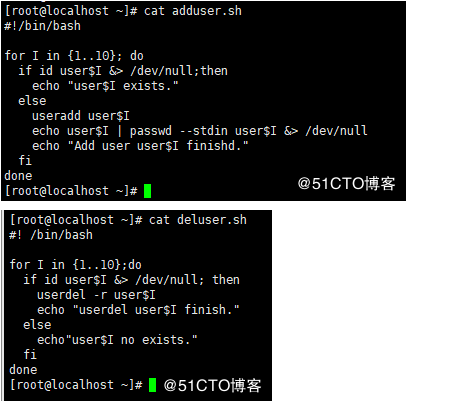 [root@localhost ~]# cat adduser.sh
#!/bin/bash
for I in {1..10}; do
  if id user$I &> /dev/null;then
    echo "user$I exists."
  else
    useradd user$I
    echo user$I | passwd --stdin user$I &> /dev/null
    echo "Add user user$I finishd."
  fi
done
[root@localhost ~]#
@51CTO博客
[root@localhost ~]# cat deluser.sh
#! /bin/bash
for I in {1..10};do
  if id user$I &> /dev/null; then
    userdel -r user$I
    echo "userdel user$I finish."
  else
    echo"user$I no exists."
  fi
done
[root@localhost ~]# @51CTO博客